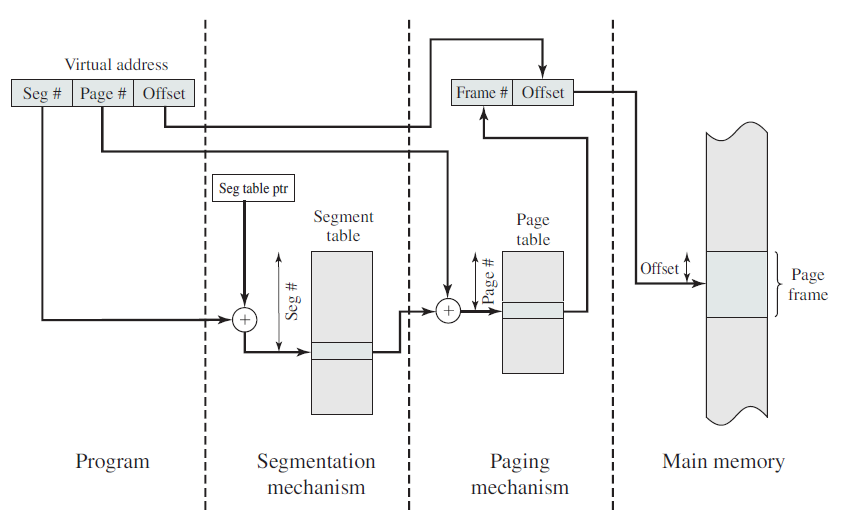 Virtual address
Seg # Page # Offset
Frame # Offset
Seg table ptr
Segment
table
Page
table
Seg #
+
Page #
+
Offset
Page
frame
Program
Segmentation
mechanism
Paging
mechanism
Main memory